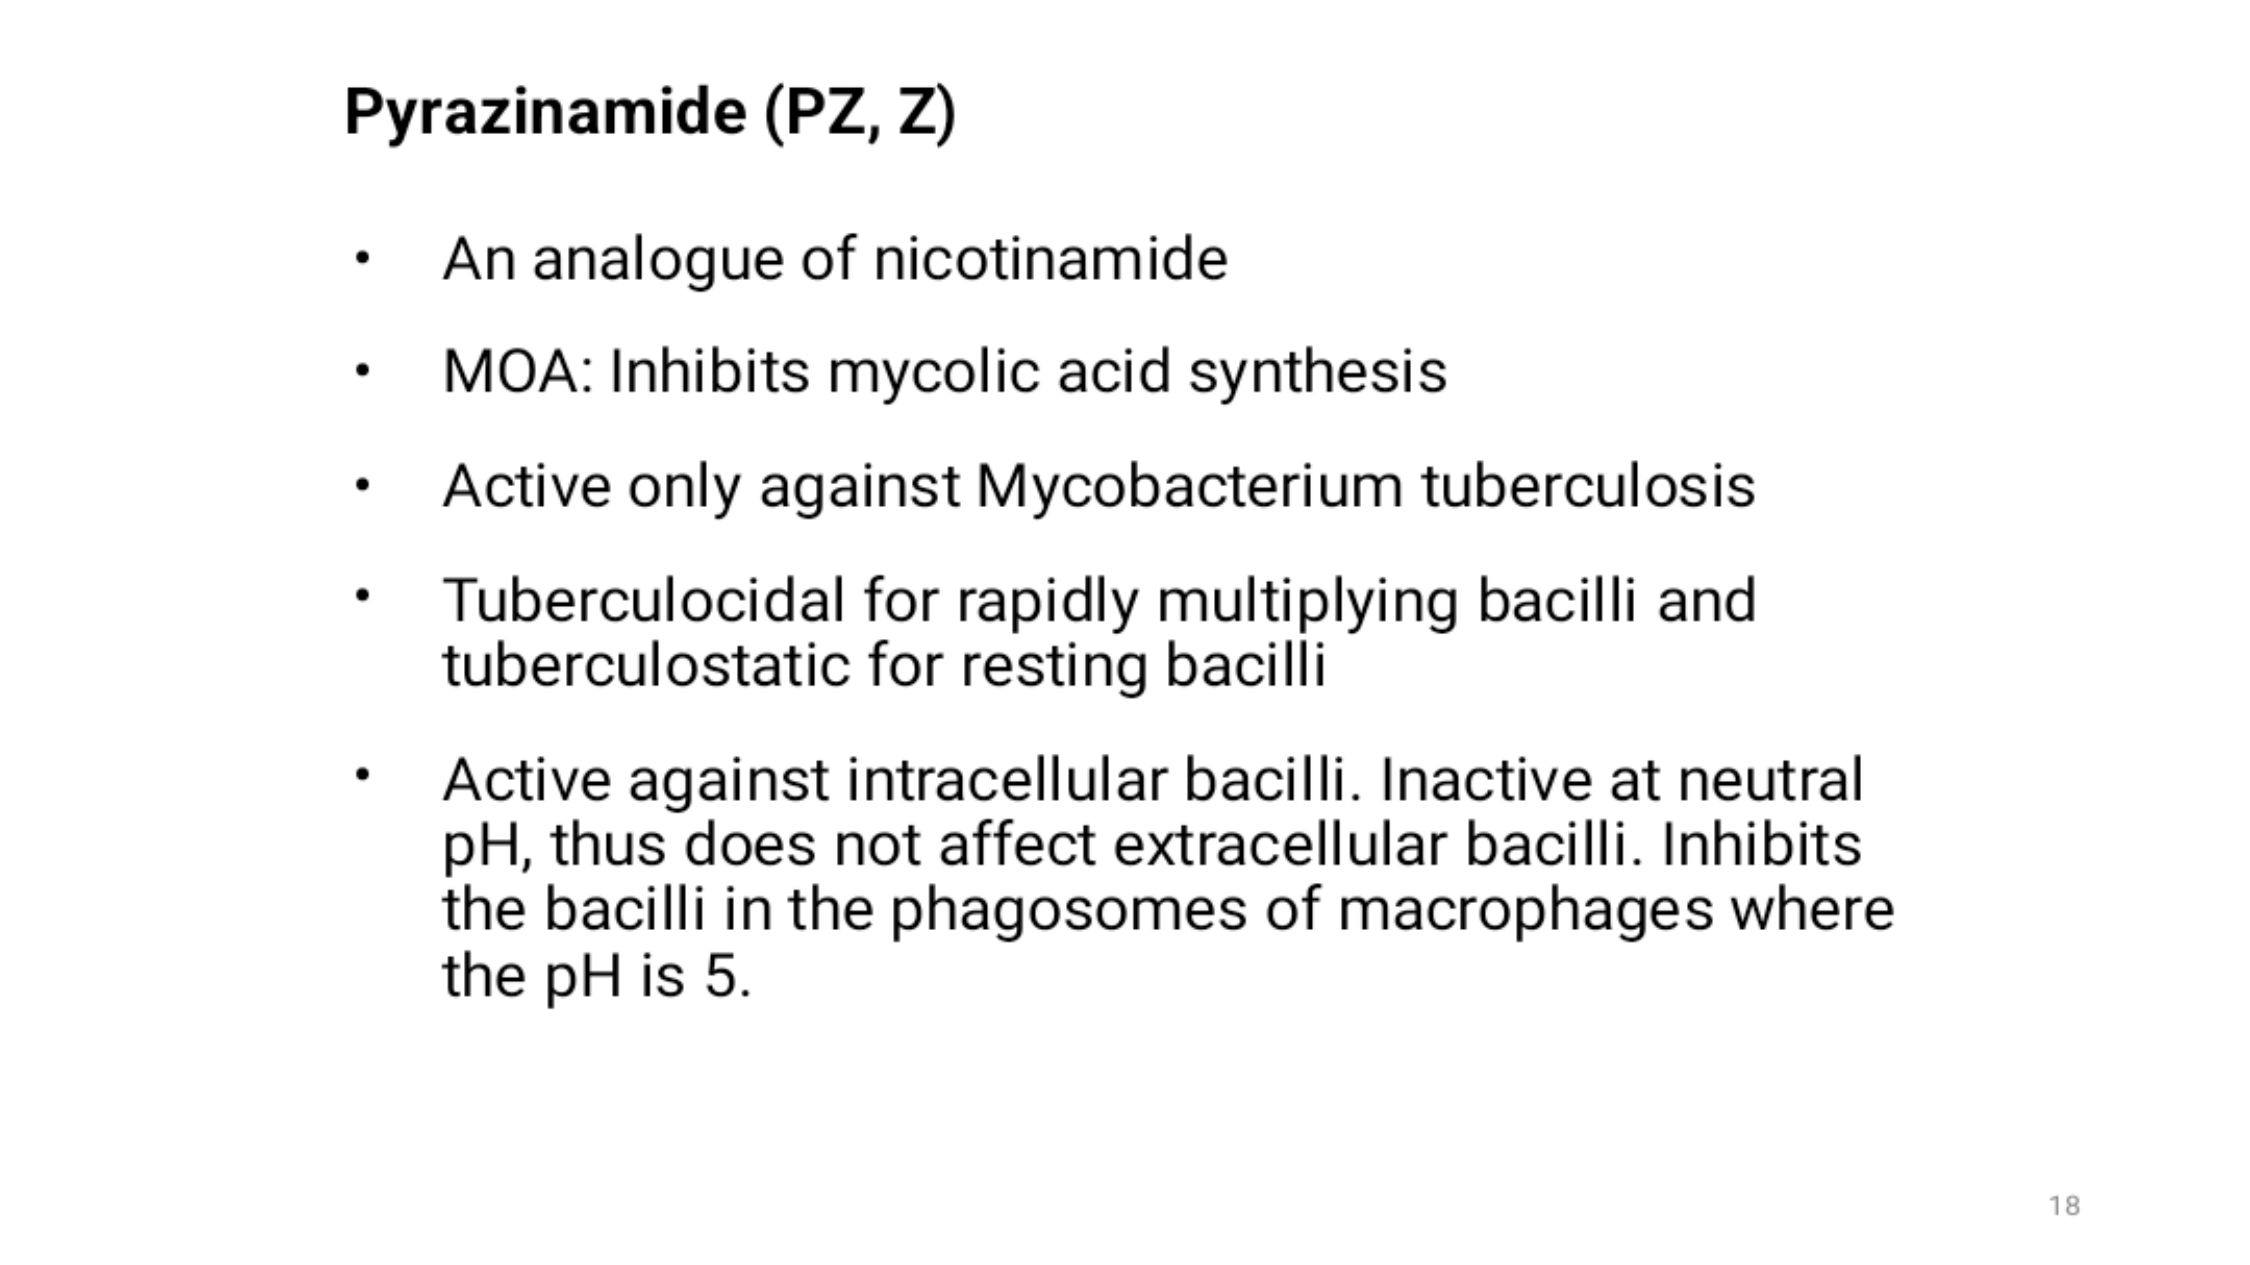 Pyrazinamide (PZ, Z)
• An analogue of nicotinamide
• MOA: Inhibits mycolic acid synthesis
• Active only against Mycobacterium tuberculosis
• Tuberculocidal for rapidly multiplying bacilli and
tuberculostatic for resting bacilli
• Active against intracellular bacilli. Inactive at neutral
pH, thus does not affect extracellular bacilli. Inhibits
the bacilli in the phagosomes of macrophages where
the pH is 5.
18